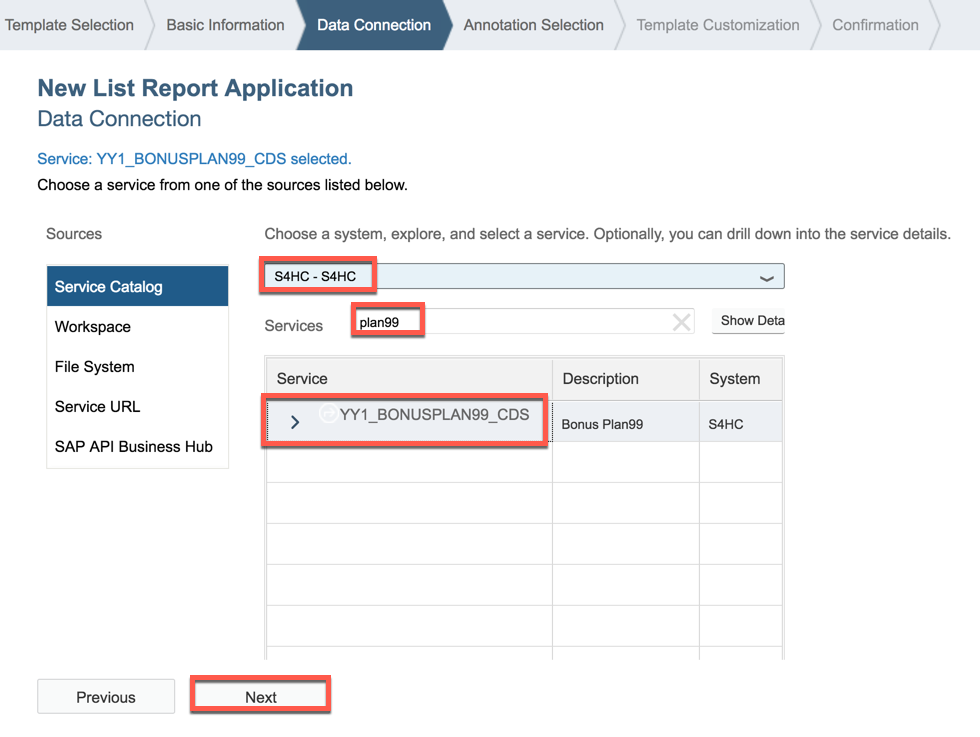 Template Selection
Basic Information
Data Connection
Annotation Selection
Template Customization
Confirmation
New List Report Application
Data Connection
Service: YY1_BONUSPLAN99_CDS selected.
Choose a service from one of the sources listed below.
Sources
Service Catalog
Workspace
File System
Service URL
SAP API Business Hub
Choose a system, explore, and select a service. Optionally, you can drill down into the service details.
S4HC - S4HC
Services
plan99
Show Deta
Service
Description
System
YY1_BONUSPLAN99_CDS
Bonus Plan99
S4HC
Previous
Next